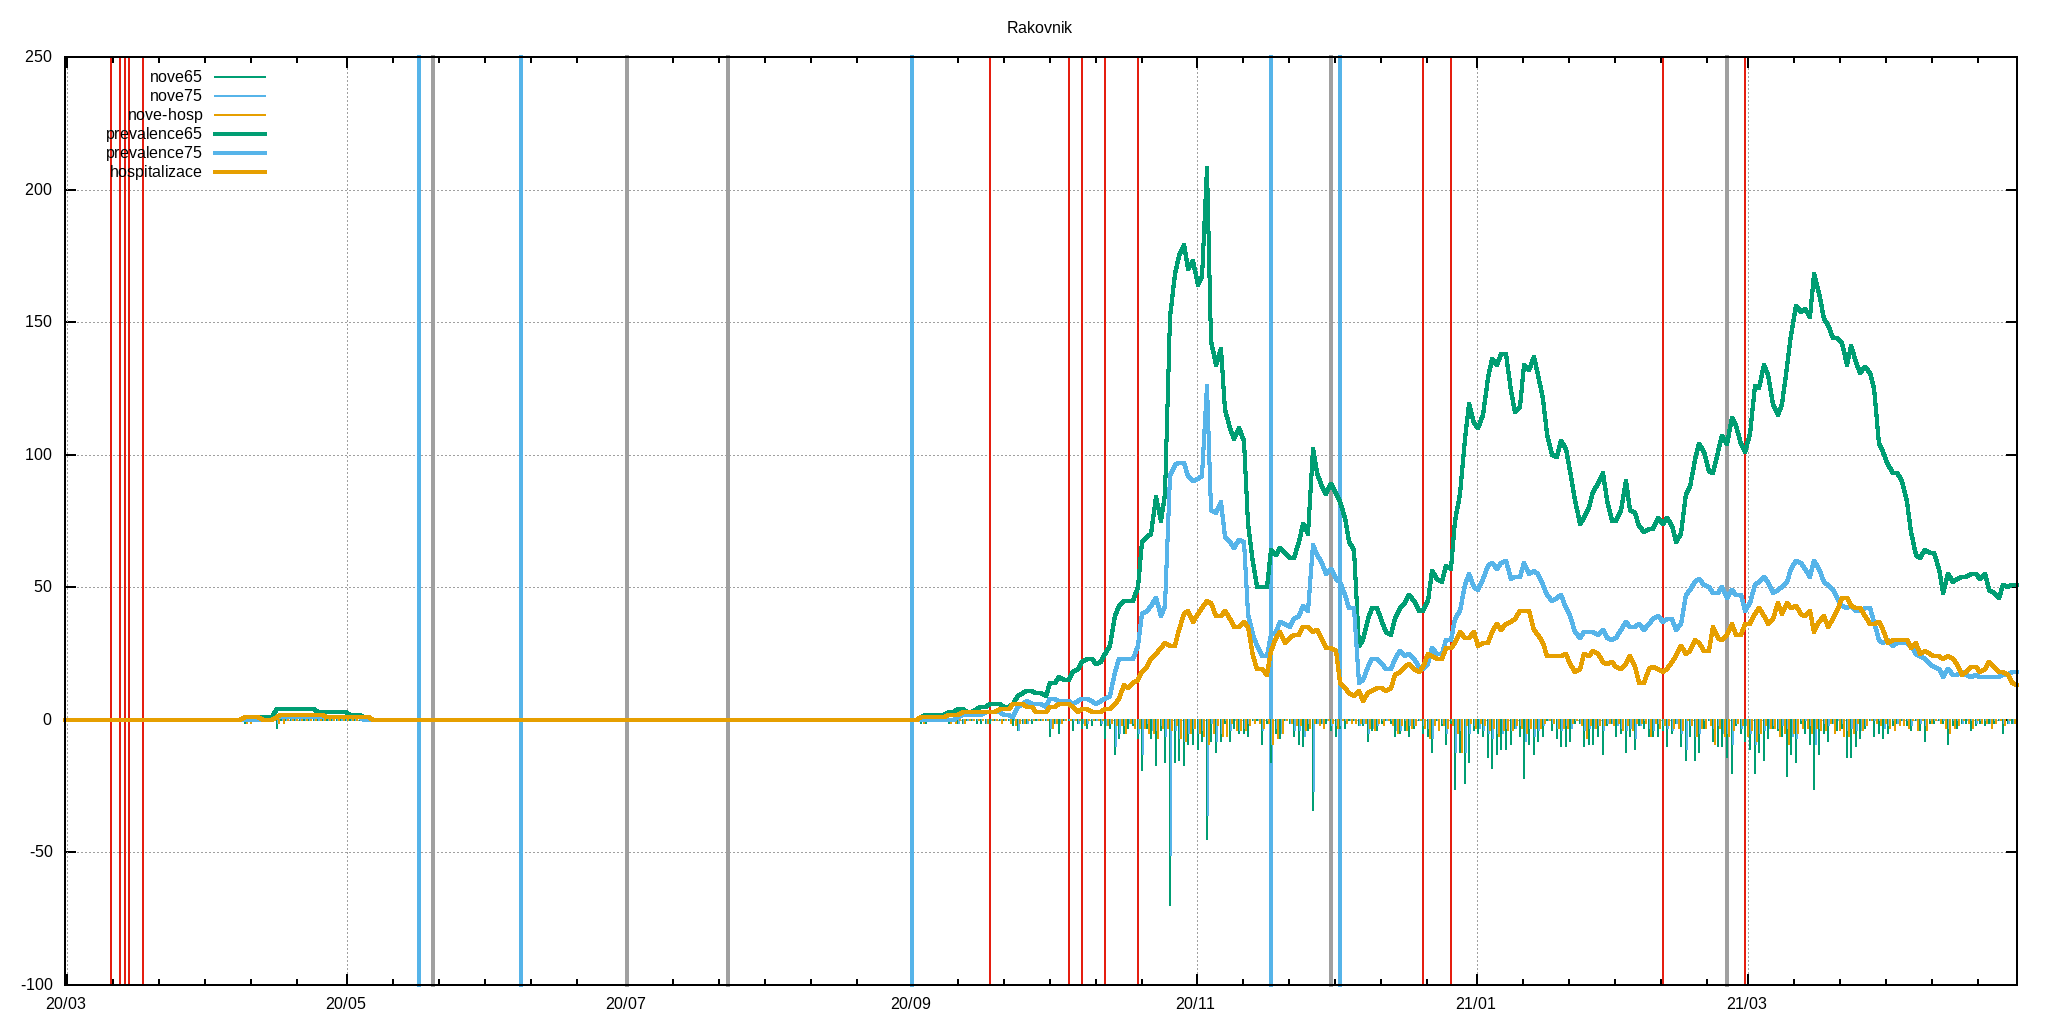 Rakovnik
250
200
150
100
50
0
-50
-100
nove65
nove75
nove-hosp
prevalence65
prevalence75
hospitalizace
20/03 20/05 20/07 20/09 20/11 21/01 21/03